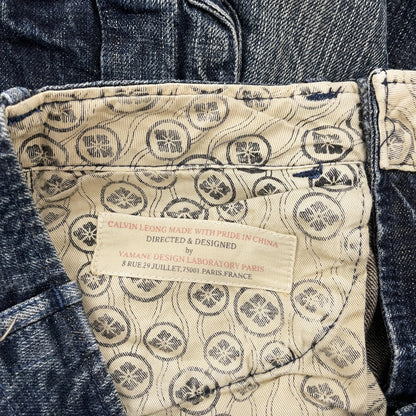 CALVIN LEONG MADE WITH PRIDE IN CHINA
DIRECTED & DESIGNED
by
YAMANE DESIGN LABORATORY PARIS
8 RUE 29 JUILLET,75001 PARIS.FRANCE